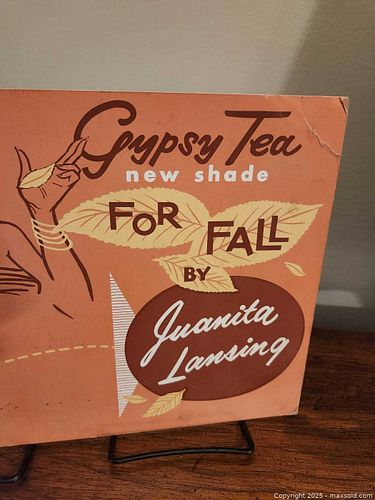 Gypsy Tea
new shade
FOR FALL
BY
Juanita
Lansing
Copyright 2025 - maxsold.com